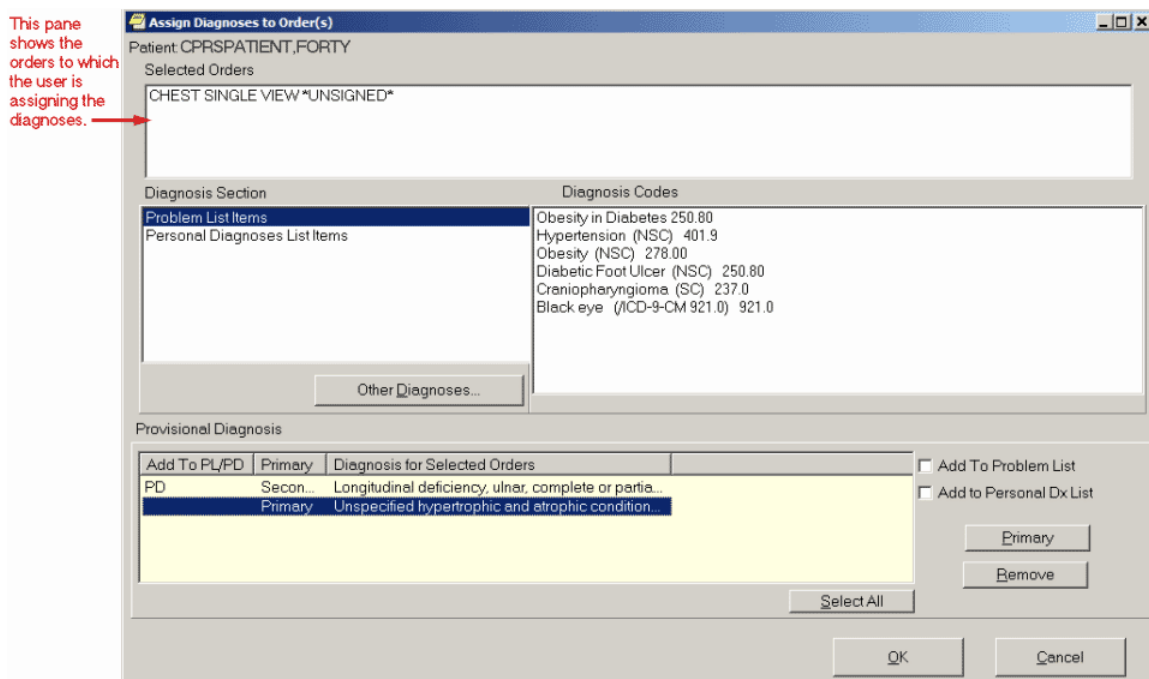 This pane
shows the
orders to which
the user is
assigning the
diagnoses.
Assign Diagnoses to Order(s)
Patient: CPRSPATIENT,FORTY
Selected Orders
CHEST SINGLE VIEW *UNSIGNED*
Diagnosis Section
Diagnosis Codes
Problem List Items
Personal Diagnoses List Items
Obesity in Diabetes 250.80
Hypertension (NSC) 401.9
Obesity (NSC) 278.00
Diabetic Foot Ulcer (NSC) 250.80
Craniopharyngioma (SC) 237.0
Black eye (/ICD-9-CM 921.0) 921.0
Other Diagnoses...
Provisional Diagnosis
Add To PL/PD Primary Diagnosis for Selected Orders
PD Secon... Longitudinal deficiency, ulnar, complete or partia...
Primary Unspecified hypertrophic and atrophic condition...
Add To Problem List
Add to Personal Dx List
Primary
Remove
Select All
OK Cancel